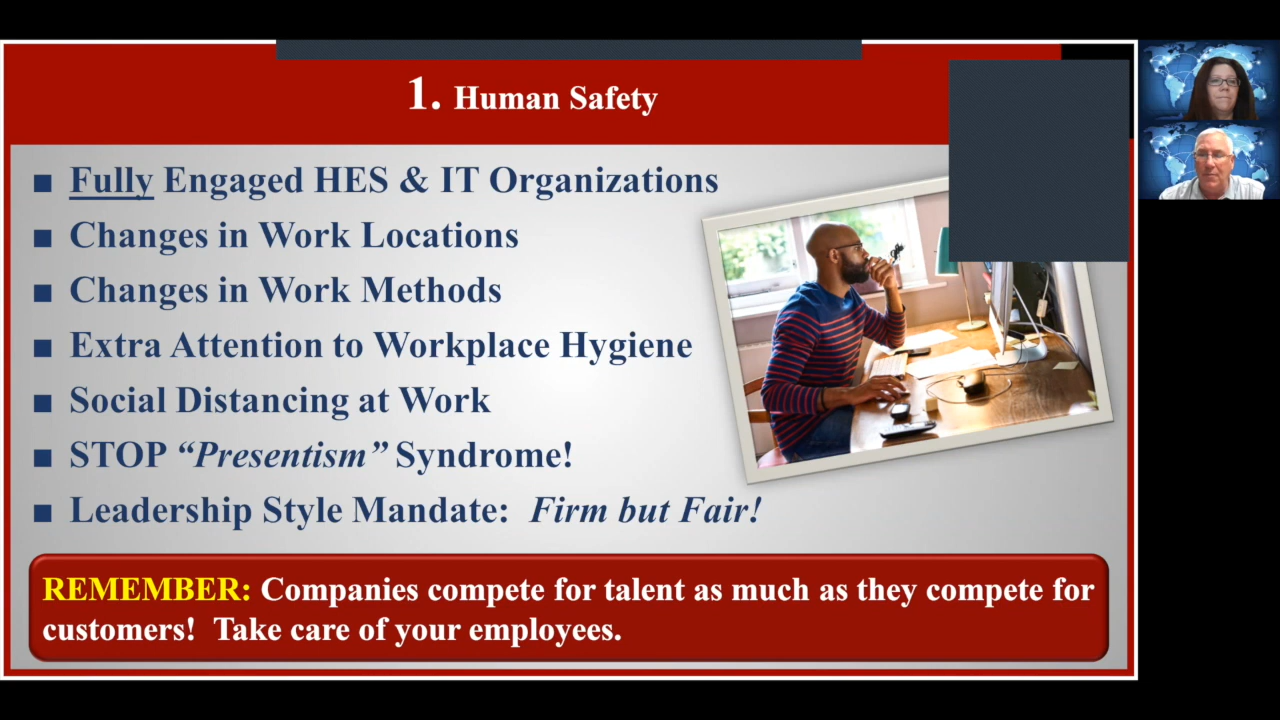 1. Human Safety
■ Fully Engaged HES & IT Organizations
■ Changes in Work Locations
■ Changes in Work Methods
■ Extra Attention to Workplace Hygiene
■ Social Distancing at Work
■ STOP “Presentism” Syndrome!
■ Leadership Style Mandate: Firm but Fair!
REMEMBER: Companies compete for talent as much as they compete for
customers! Take care of your employees.